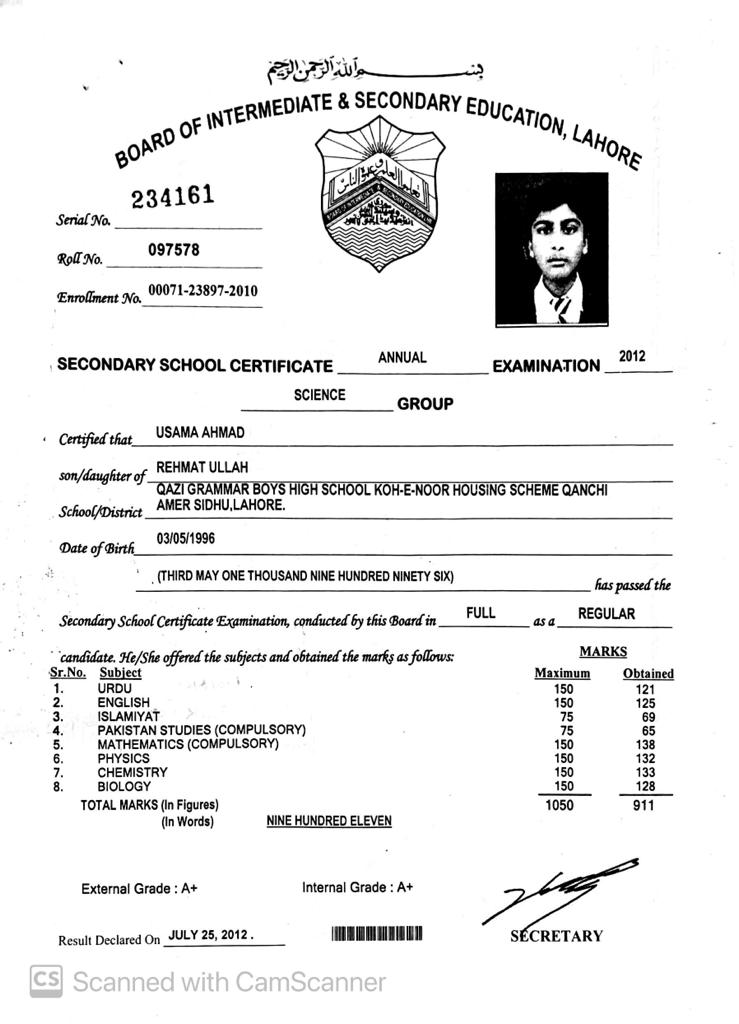 بسم الله الرحمن الرحيم
BOARD OF INTERMEDIATE & SECONDARY EDUCATION, LAHORE
Serial No. 234161
Roll No. 097578
Enrollment No. 00071-23897-2010
SECONDARY SCHOOL CERTIFICATE ANNUAL EXAMINATION 2012
SCIENCE GROUP
Certified that USAMA AHMAD
son/daughter of REHMAT ULLAH
QAZI GRAMMAR BOYS HIGH SCHOOL KOH-E-NOOR HOUSING SCHEME QANCHI
School/District AMER SIDHU,LAHORE.
Date of Birth 03/05/1996
(THIRD MAY ONE THOUSAND NINE HUNDRED NINETY SIX) has passed the
Secondary School Certificate Examination, conducted by this Board in FULL as a REGULAR
candidate. He/She offered the subjects and obtained the marks as follows: MARKS
Sr.No. Subject Maximum Obtained
1. URDU 150 121
2. ENGLISH 150 125
3. ISLAMIYAT 75 69
4. PAKISTAN STUDIES (COMPULSORY) 75 65
5. MATHEMATICS (COMPULSORY) 150 138
6. PHYSICS 150 132
7. CHEMISTRY 150 133
8. BIOLOGY 150 128
TOTAL MARKS (In Figures) 1050 911
(In Words) NINE HUNDRED ELEVEN
External Grade : A+ Internal Grade : A+
Result Declared On JULY 25, 2012 .
SECRETARY
CS Scanned with CamScanner